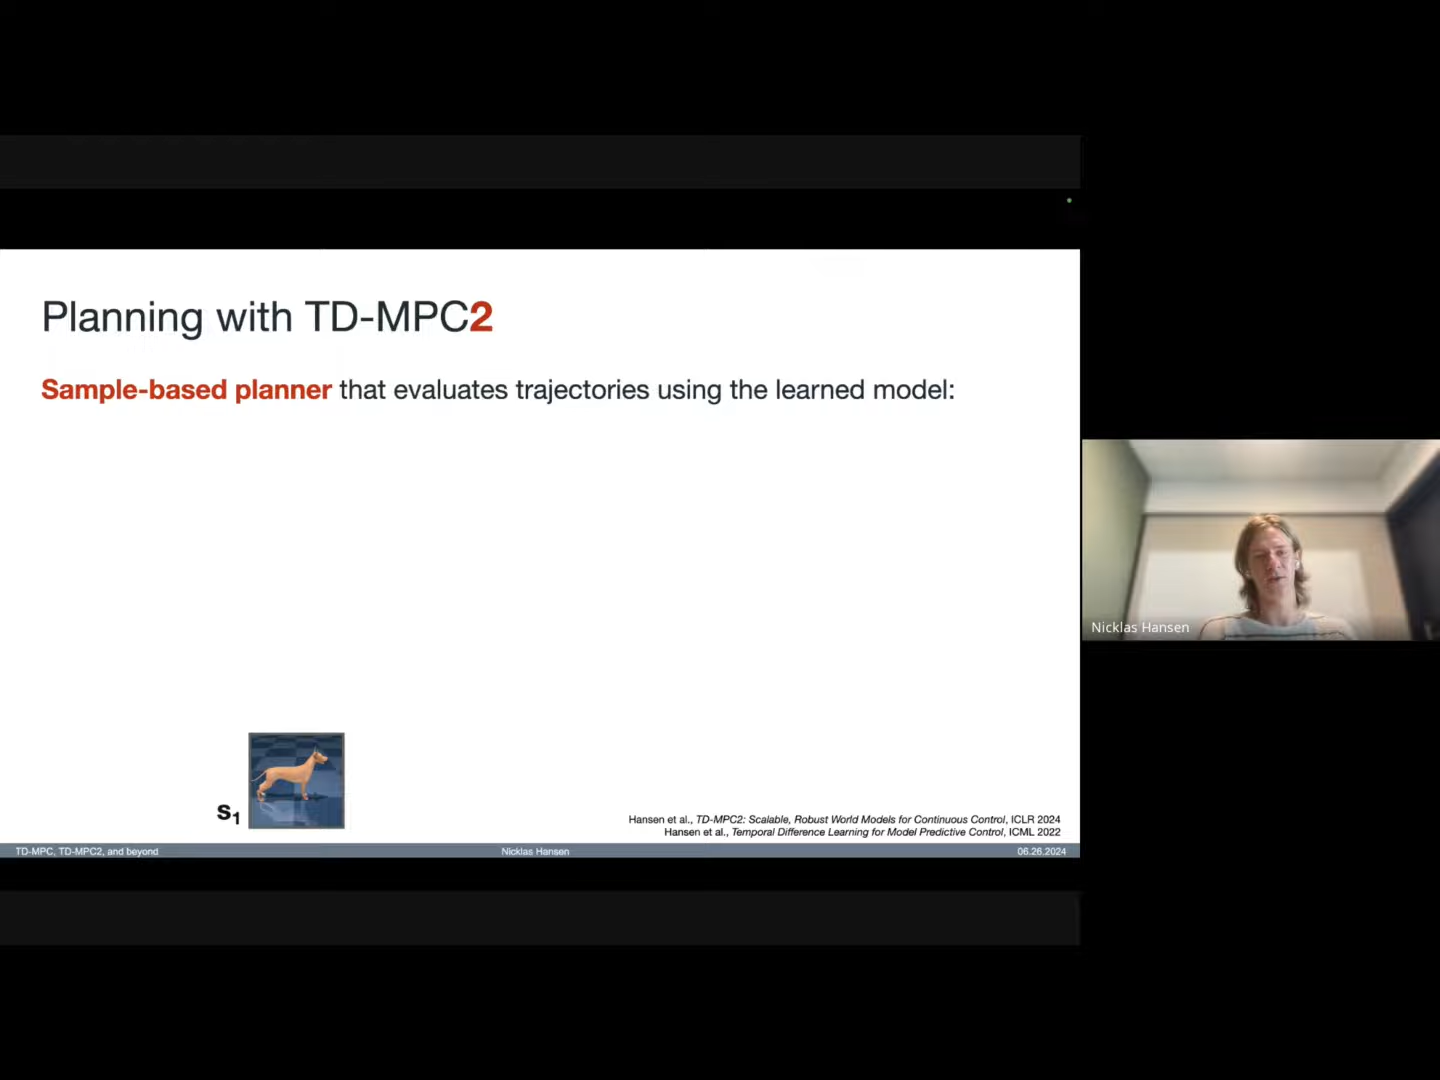 Planning with TD-MPC2
Sample-based planner that evaluates trajectories using the learned model:
s1
Hansen et al., TD-MPC2: Scalable, Robust World Models for Continuous Control, ICLR 2024
Hansen et al., Temporal Difference Learning for Model Predictive Control, ICML 2022
TD-MPC, TD-MPC2, and beyond
Nicklas Hansen
06.26.2024
Nicklas Hansen